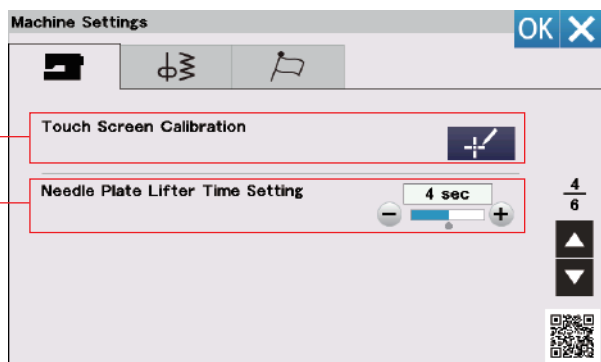 Machine Settings
OK
Touch Screen Calibration
Needle Plate Lifter Time Setting
4 sec
4
6